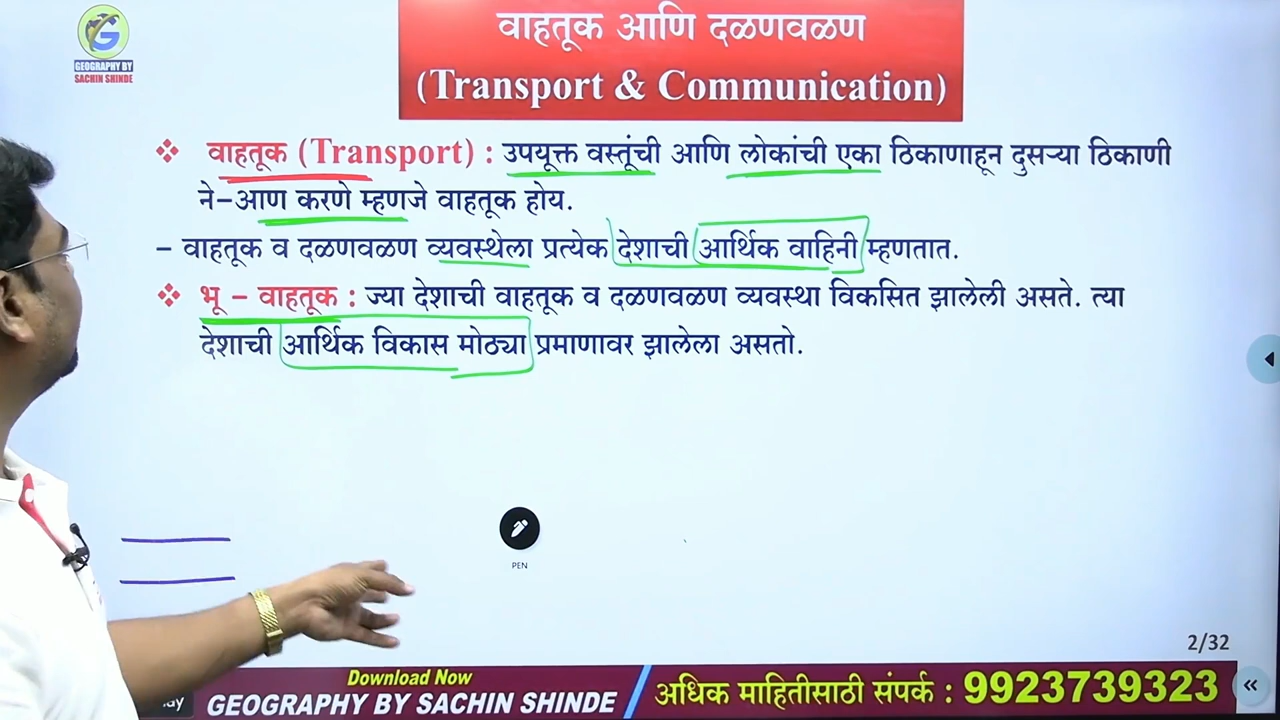 GEOGRAPHY BY
SACHIN SHINDE
वाहतूक आणि दळणवळण
(Transport & Communication)
❖ वाहतूक (Transport) : उपयूक्त वस्तूंची आणि लोकांची एका ठिकाणाहून दुसऱ्या ठिकाणी
ने–आण करणे म्हणजे वाहतूक होय.
– वाहतूक व दळणवळण व्यवस्थेला प्रत्येक देशाची आर्थिक वाहिनी म्हणतात.
❖ भू – वाहतूक : ज्या देशाची वाहतूक व दळणवळण व्यवस्था विकसित झालेली असते. त्या
देशाची आर्थिक विकास मोठ्या प्रमाणावर झालेला असतो.
PEN
2/32
Download Now
GEOGRAPHY BY SACHIN SHINDE
अधिक माहितीसाठी संपर्क : 9923739323